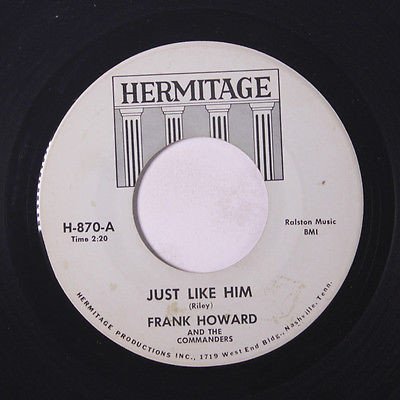 HERMITAGE
H-870-A
Time 2:20
Ralston Music
BMI
JUST LIKE HIM
(Riley)
FRANK HOWARD
AND THE
COMMANDERS
HERMITAGE PRODUCTIONS INC., 1719 West End Bldg., Nashville, Tenn.